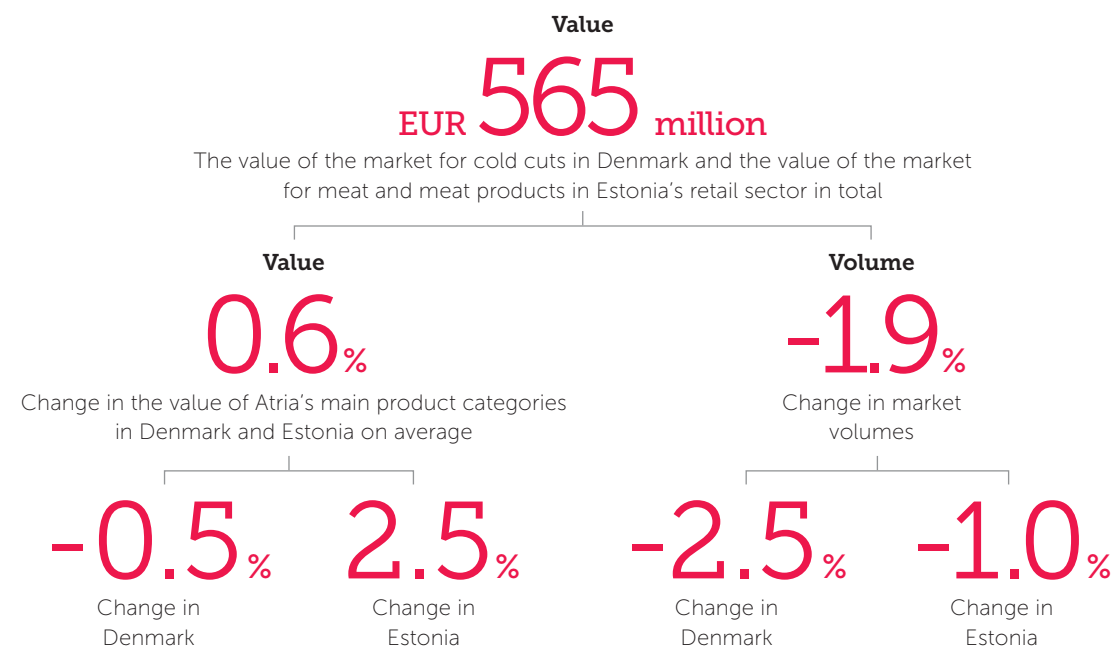 Value
EUR 565 million
The value of the market for cold cuts in Denmark and the value of the market
for meat and meat products in Estonia’s retail sector in total
Value
0.6%
Change in the value of Atria’s main product categories
in Denmark and Estonia on average
-0.5%
Change in
Denmark
2.5%
Change in
Estonia
Volume
-1.9%
Change in market
volumes
-2.5%
Change in
Denmark
-1.0%
Change in
Estonia